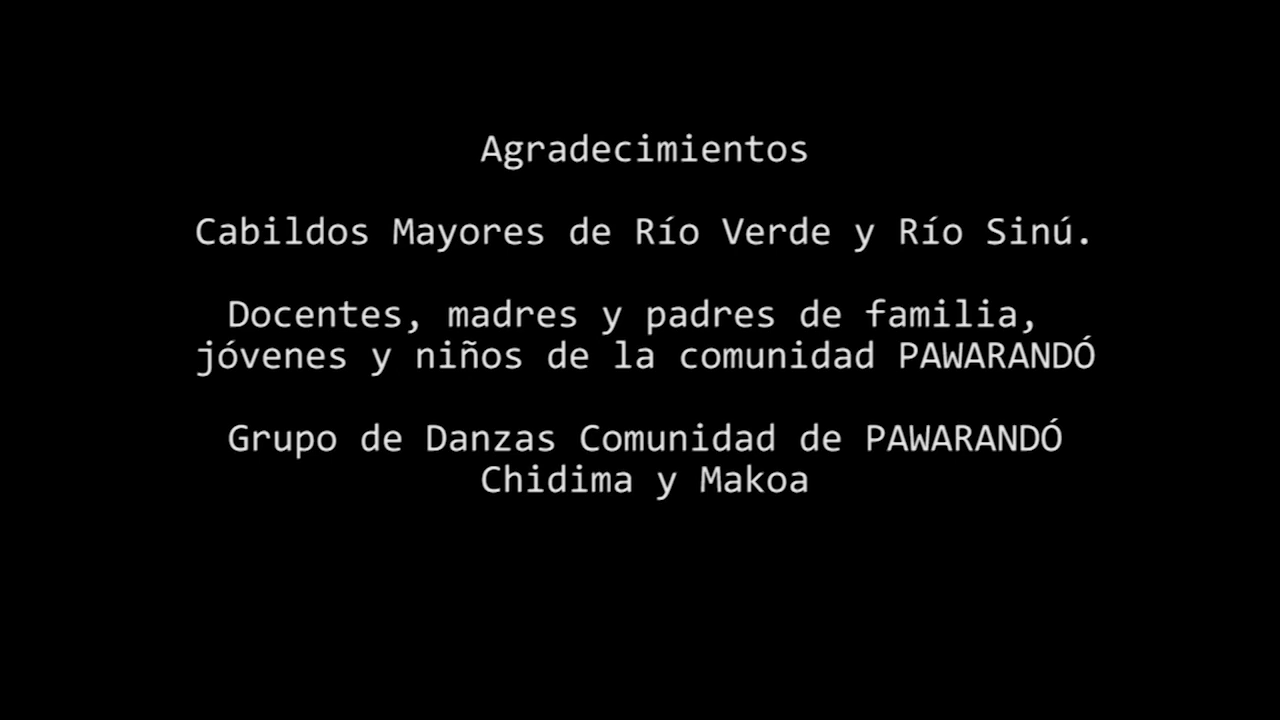 Agradecimientos
Cabildos Mayores de Río Verde y Río Sinú.
Docentes, madres y padres de familia,
jóvenes y niños de la comunidad PAWARANDÓ
Grupo de Danzas Comunidad de PAWARANDÓ
Chidima y Makoa